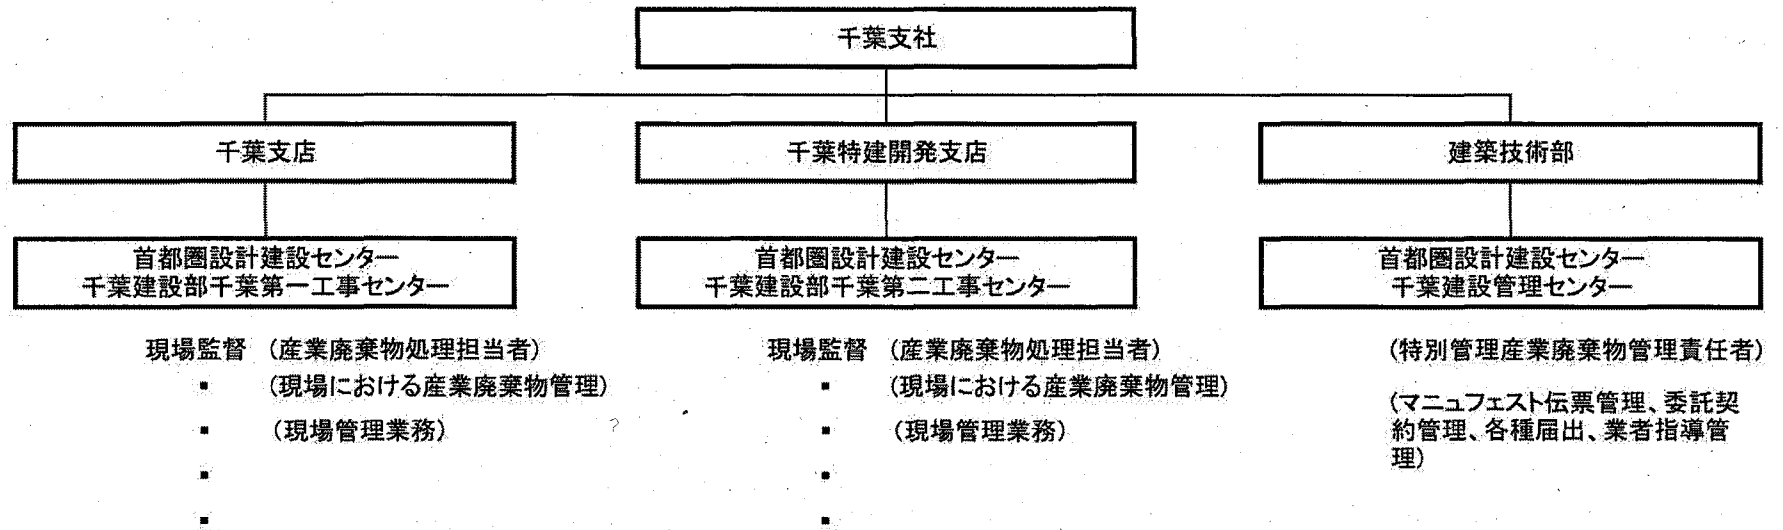 千葉支社
千葉支店
千葉特建開発支店
建築技術部
首都圏設計建設センター
千葉建設部千葉第一工事センター
首都圏設計建設センター
千葉建設部千葉第二工事センター
首都圏設計建設センター
千葉建設管理センター
現場監督 (産業廃棄物処理担当者)
▪ (現場における産業廃棄物管理)
▪ (現場管理業務)
▪
▪
現場監督 (産業廃棄物処理担当者)
▪ (現場における産業廃棄物管理)
▪ (現場管理業務)
▪
▪
(特別管理産業廃棄物管理責任者)
(マニュフェスト伝票管理、委託契
約管理、各種届出、業者指導管
理)